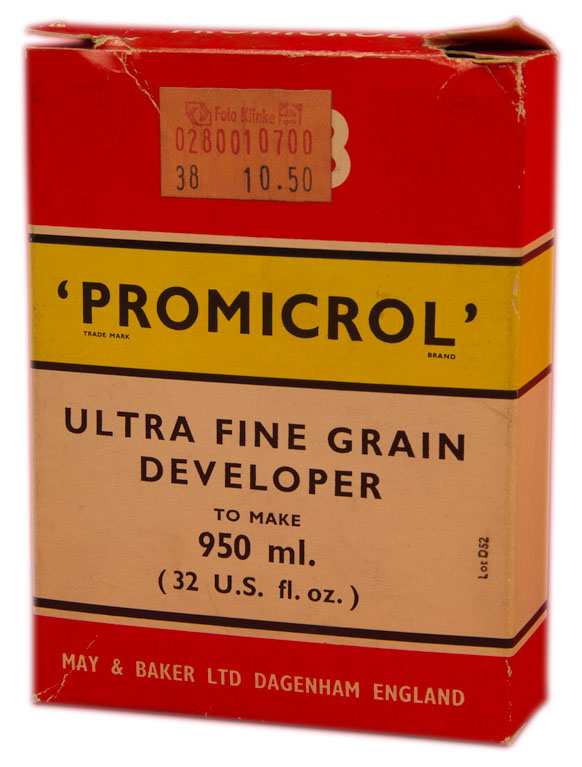 PROMICROL
Foto Klinke
0280010700
38 10.50
B
'PROMICROL'
TRADE MARK
BRAND
ULTRA FINE GRAIN
DEVELOPER
TO MAKE
950 ml.
(32 U.S. fl. oz.)
Lot D52
MAY & BAKER LTD DAGENHAM ENGLAND